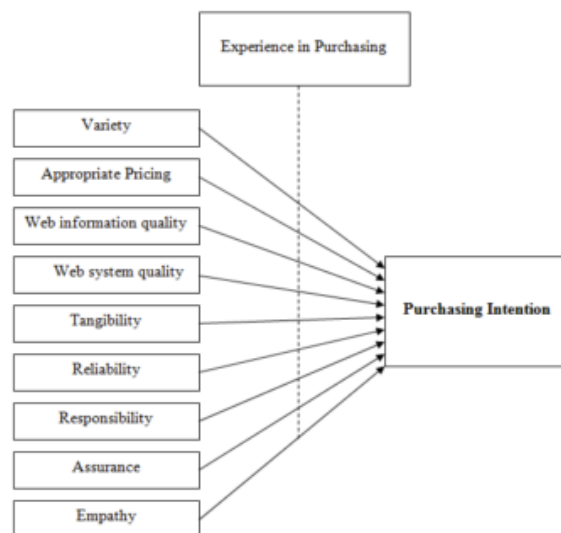 Experience in Purchasing
Variety
Appropriate Pricing
Web information quality
Web system quality
Tangibility
Reliability
Responsibility
Assurance
Empathy
Purchasing Intention